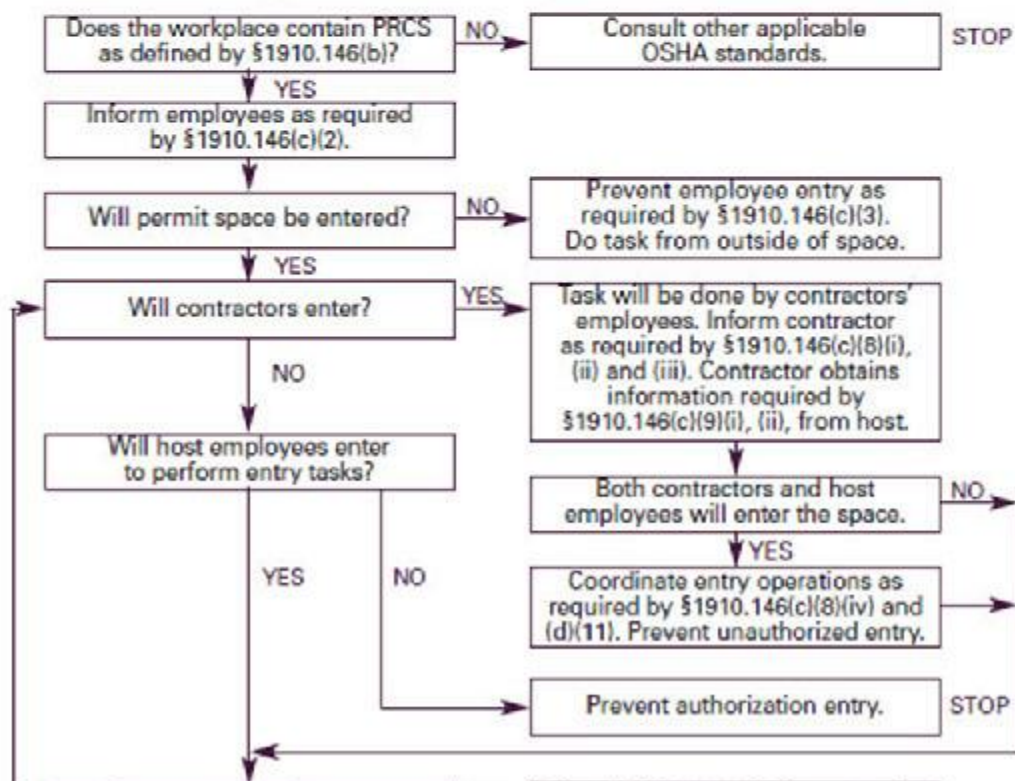 Does the workplace contain PRCS
as defined by §1910.146(b)?
NO
Consult other applicable
OSHA standards.
STOP
YES
Inform employees as required
by §1910.146(c)(2).
Will permit space be entered?
NO
Prevent employee entry as
required by §1910.146(c)(3).
Do task from outside of space.
YES
Will contractors enter?
YES
Task will be done by contractors'
employees. Inform contractor
as required by §1910.146(c)(8)(i),
(ii) and (iii). Contractor obtains
information required by
§1910.146(c)(9)(i), (ii), from host.
NO
Will host employees enter
to perform entry tasks?
Both contractors and host
employees will enter the space.
NO
YES
YES
NO
Coordinate entry operations as
required by §1910.146(c)(8)(iv) and
(d)(11). Prevent unauthorized entry.
Prevent authorization entry.
STOP